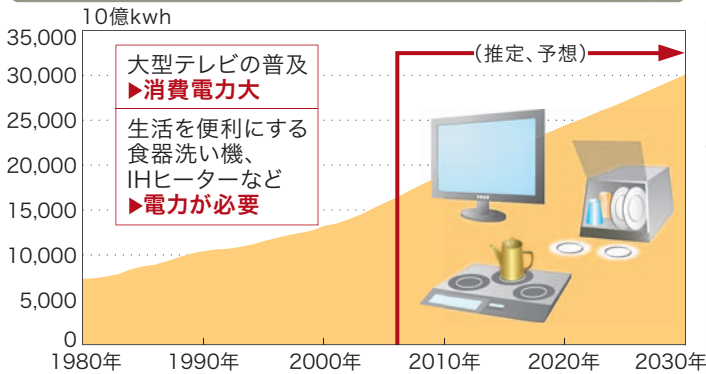 10億kwh
35,000
30,000
25,000
20,000
15,000
10,000
5,000
0
大型テレビの普及
▶消費電力大
生活を便利にする
食器洗い機、
IHヒーターなど
▶電力が必要
(推定、予想)
1980年 1990年 2000年 2010年 2020年 2030年